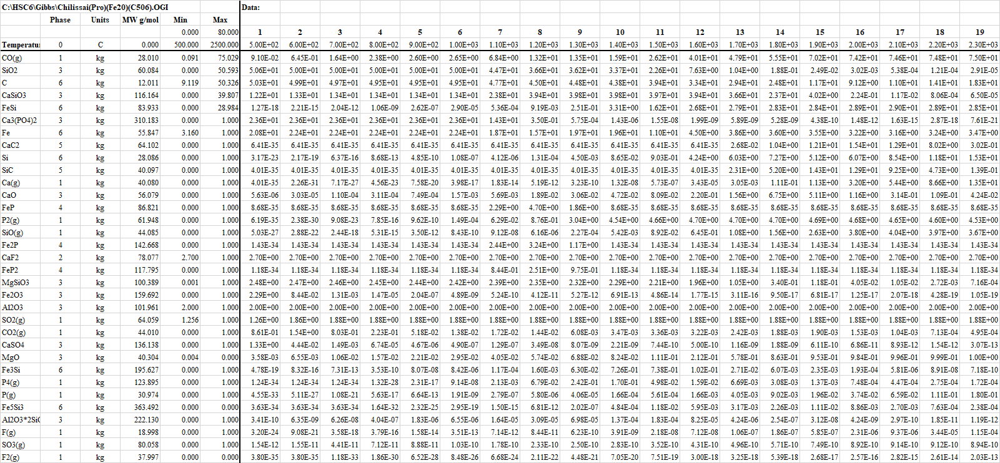 C:\HSC6\Gibbs\Chilissai(Pro)(Fe20)(C506).OGI Data:
Phase Units MW g/mol Min Max
0.000 80.000 1 2 3 4 5 6 7 8 9 10 11 12 13 14 15 16 17 18 19
Temperatu 0 C 0.000 500.000 2500.000 5.00E+02 6.00E+02 7.00E+02 8.00E+02 9.00E+02 1.00E+03 1.10E+03 1.20E+03 1.30E+03 1.40E+03 1.50E+03 1.60E+03 1.70E+03 1.80E+03 1.90E+03 2.00E+03 2.10E+03 2.20E+03 2.30E+03
CO(g) 1 kg 28.010 0.091 75.029 9.10E-02 6.45E-01 1.64E+00 2.38E+00 2.60E+00 2.65E+00 6.84E+00 1.32E+01 1.35E+01 1.59E+01 2.62E+01 4.01E+01 4.79E+01 5.55E+01 7.02E+01 7.42E+01 7.46E+01 7.48E+01 7.50E+01
SiO2 3 kg 60.084 0.000 50.593 5.06E+01 5.00E+01 5.00E+01 5.00E+01 5.00E+01 5.00E+01 4.47E+01 3.66E+01 3.62E+01 3.37E+01 2.26E+01 7.63E+00 1.04E+00 1.88E-01 2.49E-02 3.02E-03 5.38E-04 1.21E-04 2.91E-05
C 6 kg 12.011 9.119 50.326 5.03E+01 4.99E+01 4.97E+01 4.95E+01 4.95E+01 4.95E+01 4.77E+01 4.50E+01 4.48E+01 4.38E+01 3.94E+01 3.34E+01 2.94E+01 2.48E+01 1.17E+01 9.12E+00 1.10E+01 1.41E+01 1.83E+01
CaSiO3 3 kg 116.164 0.000 39.807 1.22E+01 1.33E+01 1.34E+01 1.34E+01 1.34E+01 1.34E+01 2.38E+01 3.94E+01 3.98E+01 3.98E+01 3.97E+01 3.94E+01 3.66E+01 2.37E+01 4.02E+00 2.24E-01 1.17E-02 8.06E-04 6.50E-05
FeSi 6 kg 83.933 0.000 28.984 1.27E-18 2.21E-15 2.04E-12 1.06E-09 2.62E-07 2.90E-05 5.36E-04 9.19E-03 2.51E-01 3.31E+00 1.62E+01 2.68E+01 2.79E+01 2.83E+01 2.84E+01 2.89E+01 2.90E+01 2.89E+01 2.85E+01
Ca3(PO4)2 3 kg 310.183 0.000 1.000 2.36E+01 2.36E+01 2.36E+01 2.36E+01 2.36E+01 2.36E+01 1.43E+01 3.50E-01 5.75E-04 1.43E-06 1.55E-08 1.99E-09 5.89E-09 5.28E-09 4.38E-10 1.48E-12 1.63E-15 2.87E-18 7.61E-21
Fe 6 kg 55.847 3.160 1.000 2.08E+01 2.24E+01 2.24E+01 2.24E+01 2.24E+01 2.24E+01 1.87E+01 1.57E+01 1.97E+01 1.96E+01 1.10E+01 4.50E+00 3.86E+00 3.60E+00 3.55E+00 3.22E+00 3.16E+00 3.24E+00 3.47E+00
CaC2 5 kg 64.102 0.000 1.000 6.41E-35 6.41E-35 6.41E-35 6.41E-35 6.41E-35 6.41E-35 6.41E-35 6.41E-35 6.41E-35 6.41E-35 6.41E-35 6.41E-35 2.68E-02 1.04E+00 1.21E+01 1.54E+01 1.29E+01 8.02E+00 3.02E-01
Si 6 kg 28.086 0.000 1.000 3.17E-23 2.17E-19 6.37E-16 8.68E-13 4.85E-10 1.08E-07 4.12E-06 1.31E-04 4.50E-03 8.65E-02 9.03E-01 4.24E+00 6.03E+00 7.27E+00 5.12E+00 6.07E+00 8.54E+00 1.18E+01 1.53E+01
SiC 5 kg 40.097 0.000 1.000 4.01E-35 4.01E-35 4.01E-35 4.01E-35 4.01E-35 4.01E-35 4.01E-35 4.01E-35 4.01E-35 4.01E-35 4.01E-35 4.01E-35 2.31E+00 5.20E+00 1.43E+01 1.29E+01 9.25E+00 4.73E+00 1.39E-01
Ca(g) 1 kg 40.080 0.000 1.000 4.01E-35 2.26E-31 7.17E-27 4.56E-23 7.58E-20 3.98E-17 1.83E-14 5.19E-12 3.23E-10 1.32E-08 5.73E-07 3.43E-05 3.05E-03 1.11E-01 1.13E+00 3.20E+00 5.44E+00 8.66E+00 1.35E+01
CaO 3 kg 56.079 0.000 1.000 5.63E-06 3.03E-05 1.10E-04 3.11E-04 7.49E-04 1.57E-03 5.69E-03 1.89E-02 3.06E-02 4.72E-02 8.09E-02 2.20E-01 1.56E+00 6.75E+00 5.11E+00 1.16E+00 3.14E-01 1.09E-01 4.24E-02
FeP 4 kg 86.821 0.000 1.000 8.68E-35 8.68E-35 8.68E-35 8.68E-35 8.68E-35 8.68E-35 2.29E+00 4.70E+00 1.86E+00 8.68E-35 8.68E-35 8.68E-35 8.68E-35 8.68E-35 8.68E-35 8.68E-35 8.68E-35 8.68E-35 8.68E-35
P2(g) 1 kg 61.948 0.000 1.000 6.19E-35 2.38E-30 9.08E-23 7.85E-16 9.62E-10 1.49E-04 6.29E-02 8.76E-01 3.04E+00 4.54E+00 4.66E+00 4.70E+00 4.70E+00 4.70E+00 4.69E+00 4.68E+00 4.65E+00 4.60E+00 4.53E+00
SiO(g) 1 kg 44.085 0.000 1.000 5.03E-27 2.88E-22 2.44E-18 5.31E-15 3.50E-12 8.43E-10 9.12E-08 6.16E-06 2.27E-04 5.42E-03 8.92E-02 6.45E-01 1.08E+00 1.56E+00 2.63E+00 3.80E+00 4.04E+00 3.97E+00 3.67E+00
Fe2P 4 kg 142.668 0.000 1.000 1.43E-34 1.43E-34 1.43E-34 1.43E-34 1.43E-34 1.43E-34 2.44E+00 3.24E+00 1.17E+00 1.43E-34 1.43E-34 1.43E-34 1.43E-34 1.43E-34 1.43E-34 1.43E-34 1.43E-34 1.43E-34 1.43E-34
CaF2 2 kg 78.077 2.700 1.000 2.70E+00 2.70E+00 2.70E+00 2.70E+00 2.70E+00 2.70E+00 2.70E+00 2.70E+00 2.70E+00 2.70E+00 2.70E+00 2.70E+00 2.70E+00 2.70E+00 2.70E+00 2.70E+00 2.70E+00 2.70E+00 2.70E+00
FeP2 4 kg 117.795 0.000 1.000 1.18E-34 1.18E-34 1.18E-34 1.18E-34 1.18E-34 1.18E-34 8.44E-01 2.51E+00 9.75E-01 1.18E-34 1.18E-34 1.18E-34 1.18E-34 1.18E-34 1.18E-34 1.18E-34 1.18E-34 1.18E-34 1.18E-34
MgSiO3 3 kg 100.389 0.001 1.000 2.48E+00 2.47E+00 2.46E+00 2.45E+00 2.44E+00 2.42E+00 2.39E+00 2.35E+00 2.32E+00 2.29E+00 2.21E+00 1.96E+00 1.05E+00 3.40E-01 1.18E-01 4.05E-02 1.05E-02 2.72E-03 7.16E-04
Fe2O3 3 kg 159.692 0.000 1.000 2.29E+00 8.44E-02 1.31E-03 1.47E-05 2.04E-07 4.89E-09 5.24E-10 4.12E-11 5.27E-12 6.91E-13 4.86E-14 1.77E-15 3.11E-16 9.50E-17 6.81E-17 1.25E-17 2.07E-18 4.28E-19 1.05E-19
Al2O3 3 kg 101.961 2.000 1.000 2.00E+00 2.00E+00 2.00E+00 2.00E+00 2.00E+00 2.00E+00 2.00E+00 2.00E+00 2.00E+00 2.00E+00 2.00E+00 2.00E+00 2.00E+00 2.00E+00 2.00E+00 2.00E+00 2.00E+00 2.00E+00 2.00E+00
SO2(g) 1 kg 64.059 1.256 1.000 1.26E+00 1.86E+00 1.88E+00 1.88E+00 1.88E+00 1.88E+00 1.88E+00 1.88E+00 1.88E+00 1.88E+00 1.88E+00 1.88E+00 1.88E+00 1.88E+00 1.88E+00 1.88E+00 1.88E+00 1.88E+00 1.88E+00
CO2(g) 1 kg 44.010 0.000 1.000 8.61E-01 1.54E+00 8.03E-01 2.23E-01 5.18E-02 1.38E-02 1.72E-02 1.44E-02 6.08E-03 3.47E-03 3.36E-03 3.22E-03 2.42E-03 1.88E-03 1.90E-03 1.53E-03 1.04E-03 7.13E-04 4.95E-04
CaSO4 3 kg 136.138 0.000 1.000 1.33E+00 4.44E-02 1.49E-03 6.74E-05 4.67E-06 4.90E-07 1.29E-07 3.49E-08 8.07E-09 2.21E-09 7.44E-10 5.00E-10 1.16E-09 1.88E-09 6.11E-10 6.86E-11 8.93E-12 1.54E-12 3.07E-13
MgO 3 kg 40.304 0.004 0.000 3.58E-03 6.55E-03 1.06E-02 1.57E-02 2.21E-02 2.95E-02 4.05E-02 5.74E-02 6.88E-02 8.24E-02 1.11E-01 2.12E-01 5.78E-01 8.63E-01 9.53E-01 9.84E-01 9.96E-01 9.99E-01 1.00E+00
Fe3Si 6 kg 195.627 0.000 1.000 4.78E-19 8.32E-16 7.31E-13 3.53E-10 8.07E-08 8.42E-06 1.17E-04 1.60E-03 6.30E-02 7.26E-01 7.38E-01 1.02E-01 2.71E-02 6.07E-03 2.35E-03 1.93E-04 5.81E-06 8.91E-08 7.18E-10
P4(g) 1 kg 123.895 0.000 1.000 1.24E-34 1.24E-34 1.24E-34 1.32E-28 2.31E-17 9.14E-08 2.13E-03 6.79E-02 2.42E-01 1.70E-01 4.98E-02 1.59E-02 6.69E-03 3.08E-03 1.37E-03 7.48E-04 4.47E-04 2.75E-04 1.72E-04
P(g) 1 kg 30.974 0.000 1.000 4.55E-33 5.11E-27 1.08E-21 5.63E-17 6.64E-13 1.91E-09 2.79E-07 5.80E-06 4.06E-05 1.66E-04 5.61E-04 1.66E-03 4.05E-03 9.02E-03 1.96E-02 3.74E-02 6.59E-02 1.11E-01 1.80E-01
Fe5Si3 6 kg 363.492 0.000 0.000 3.63E-34 3.63E-34 3.63E-34 1.64E-32 2.32E-25 2.95E-19 1.50E-15 6.81E-12 2.02E-07 4.84E-04 1.18E-02 5.95E-03 3.17E-03 2.26E-03 1.11E-02 8.86E-03 2.70E-03 7.63E-04 2.38E-04
Al2O3*2Si( 3 kg 222.130 0.000 1.000 3.41E-10 6.35E-09 6.26E-08 4.04E-07 1.83E-06 6.55E-06 1.64E-05 3.09E-05 6.98E-05 1.37E-04 1.83E-04 8.25E-05 4.24E-06 2.54E-07 3.12E-08 4.24E-09 2.97E-10 1.85E-11 1.19E-12
F(g) 1 kg 18.998 0.000 1.000 3.20E-24 9.08E-21 3.58E-18 3.79E-16 1.58E-14 3.51E-13 7.14E-12 8.44E-11 6.23E-10 3.91E-09 2.18E-08 7.12E-08 1.06E-07 1.86E-07 5.85E-07 2.31E-06 9.37E-06 3.44E-05 1.15E-04
SO3(g) 1 kg 80.058 0.000 1.000 1.54E-12 1.55E-11 4.41E-11 7.12E-11 8.88E-11 1.03E-10 1.78E-10 2.33E-10 2.50E-10 2.83E-10 3.52E-10 4.31E-10 4.96E-10 5.71E-10 7.49E-10 8.92E-10 9.14E-10 9.12E-10 8.94E-10
F2(g) 1 kg 37.997 0.000 0.000 3.80E-35 3.80E-35 1.18E-33 1.86E-30 6.52E-28 8.48E-26 6.68E-24 2.11E-22 4.48E-21 7.05E-20 7.51E-19 3.00E-18 3.25E-18 5.39E-18 2.68E-17 2.57E-16 2.82E-15 2.61E-14 2.03E-13